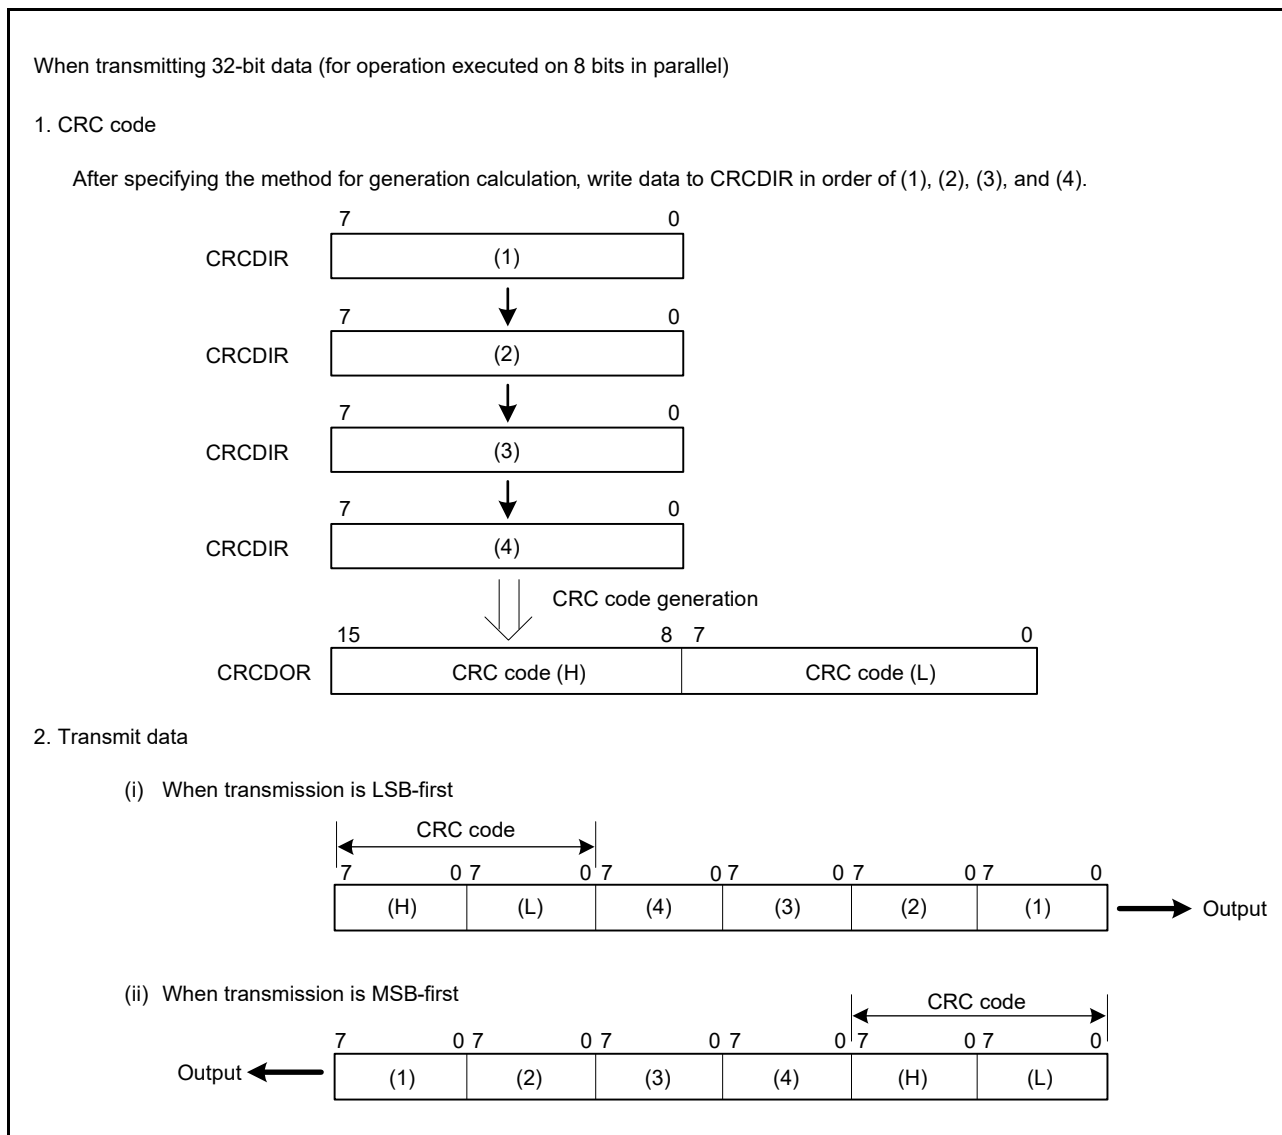 When transmitting 32-bit data (for operation executed on 8 bits in parallel)
1. CRC code
After specifying the method for generation calculation, write data to CRCDIR in order of (1), (2), (3), and (4).
7 0
CRCDIR (1)
7 0
CRCDIR (2)
7 0
CRCDIR (3)
7 0
CRCDIR (4)
CRC code generation
15 8 7 0
CRCDOR CRC code (H) CRC code (L)
2. Transmit data
(i) When transmission is LSB-first
CRC code
7 0 7 0 7 0 7 0 7 0 7 0
(H) (L) (4) (3) (2) (1) Output
(ii) When transmission is MSB-first
CRC code
7 0 7 0 7 0 7 0 7 0 7 0
Output (1) (2) (3) (4) (H) (L)